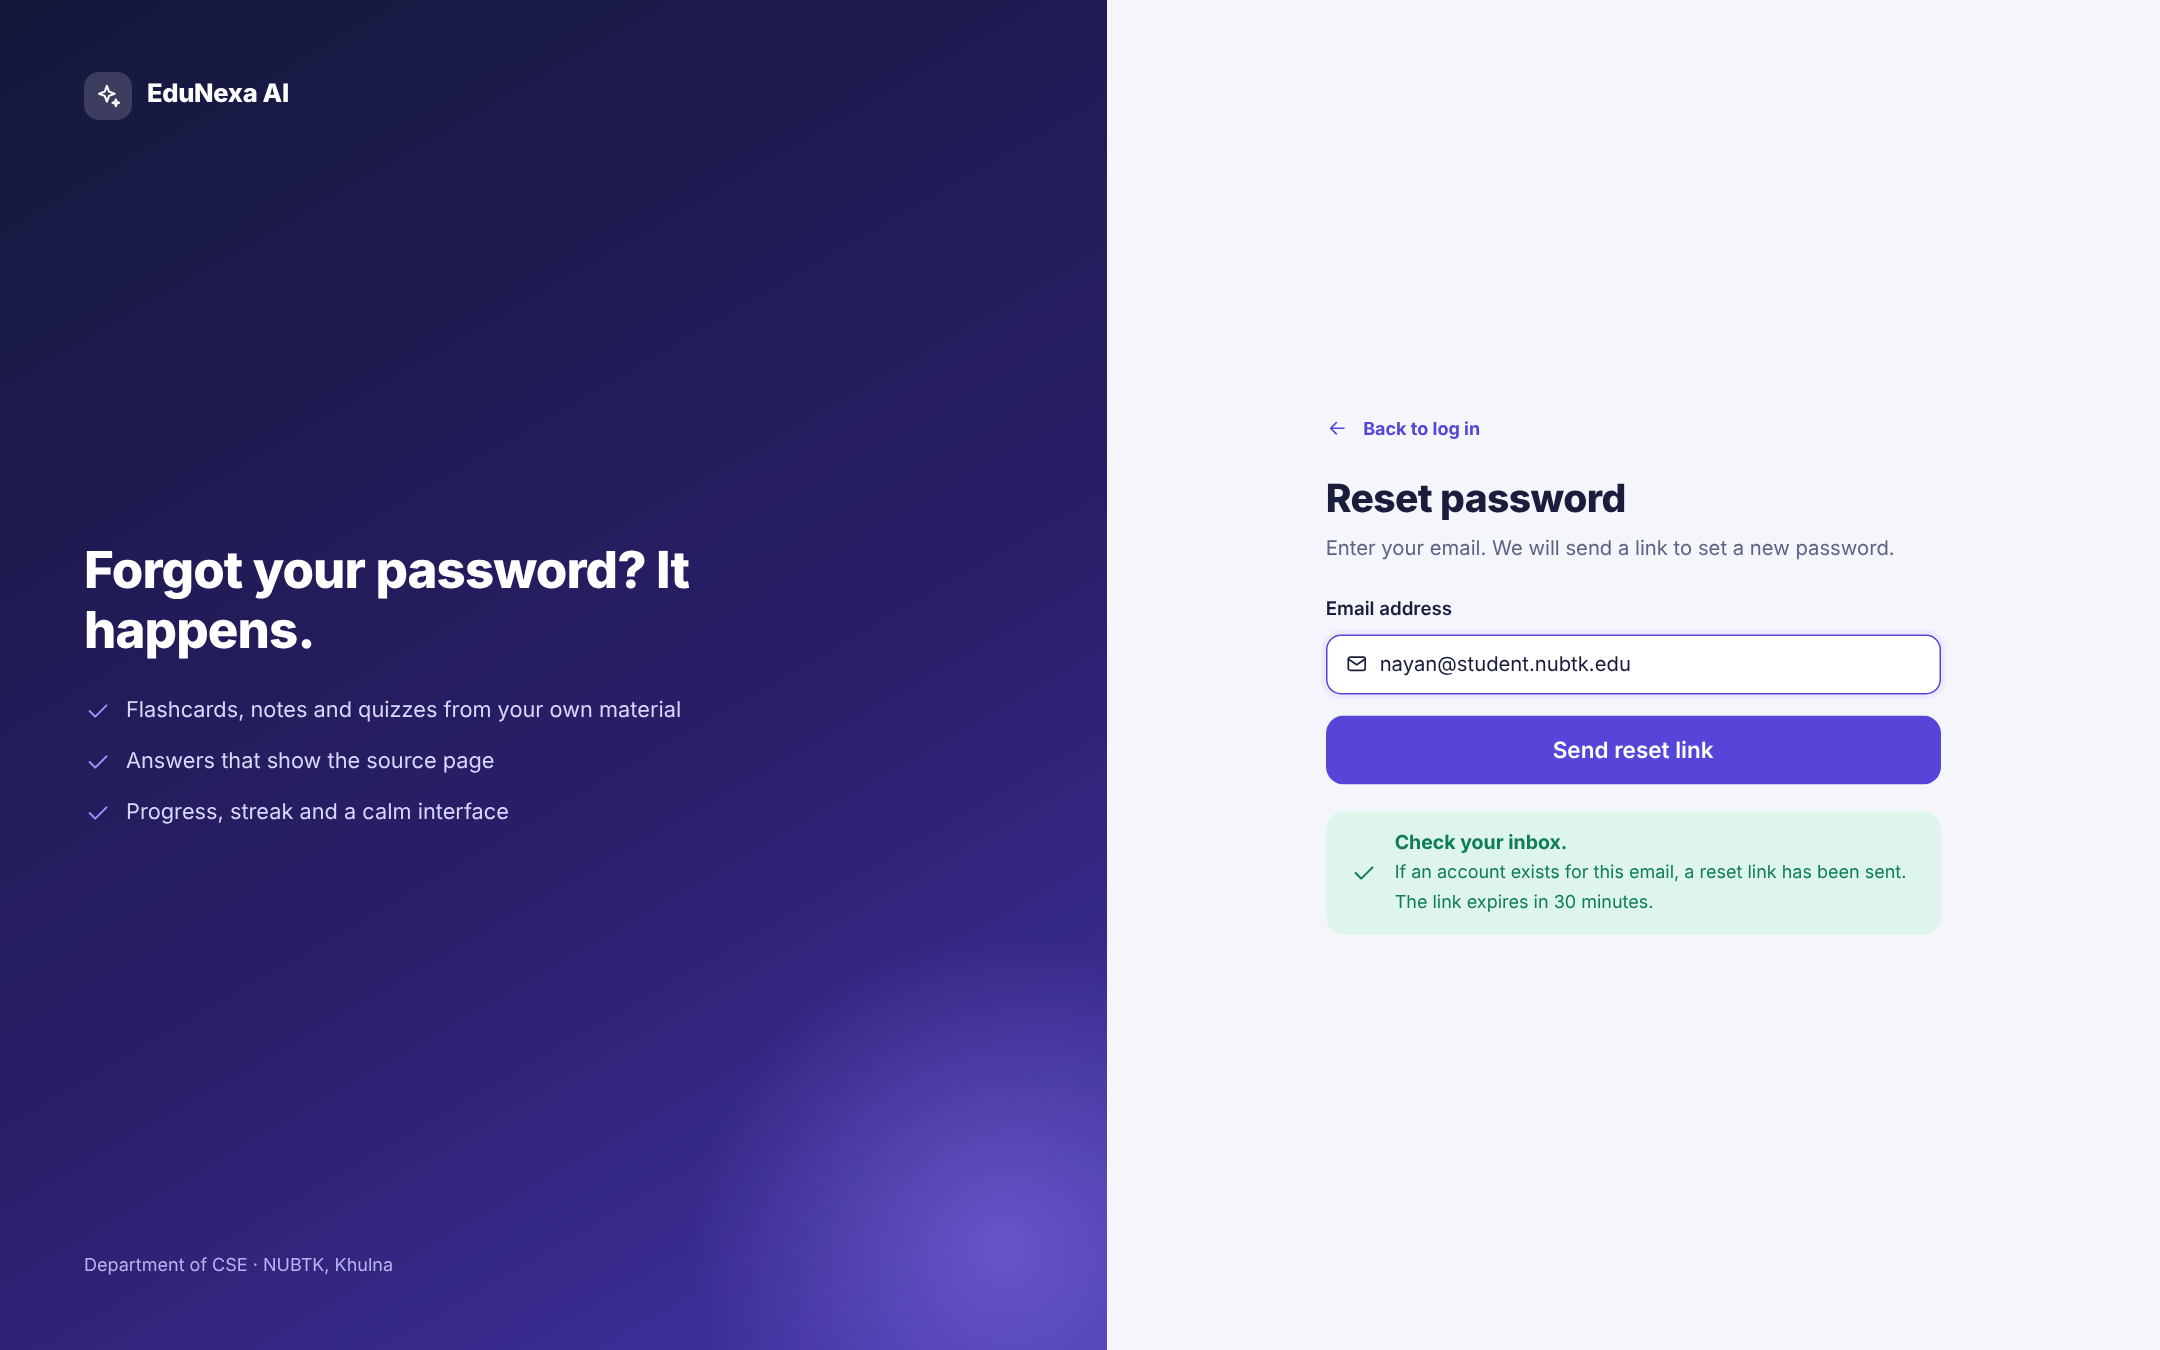 EduNexa AI
Forgot your password? It
happens.
Flashcards, notes and quizzes from your own material
Answers that show the source page
Progress, streak and a calm interface
Department of CSE · NUBTK, Khulna
Back to log in
Reset password
Enter your email. We will send a link to set a new password.
Email address
nayan@student.nubtk.edu
Send reset link
Check your inbox.
If an account exists for this email, a reset link has been sent.
The link expires in 30 minutes.